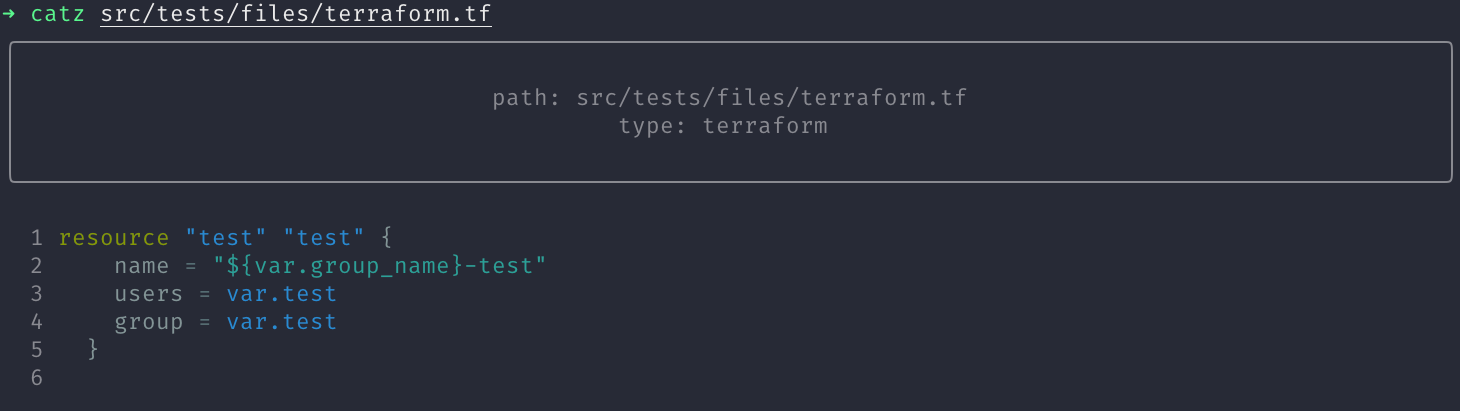 → catz src/tests/files/terraform.tf
path: src/tests/files/terraform.tf
type: terraform
1 resource "test" "test" {
2     name = "${var.group_name}-test"
3     users = var.test
4     group = var.test
5   }
6